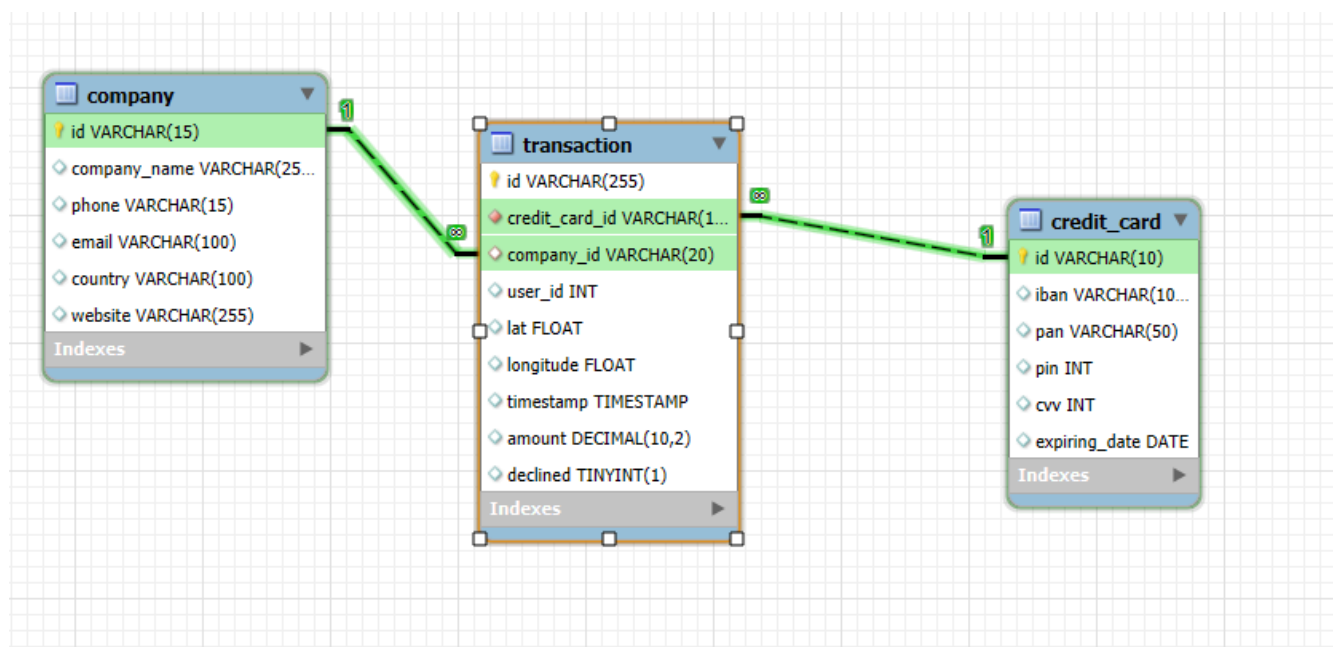 company
id VARCHAR(15)
company_name VARCHAR(25...
phone VARCHAR(15)
email VARCHAR(100)
country VARCHAR(100)
website VARCHAR(255)
Indexes
1
∞
transaction
id VARCHAR(255)
credit_card_id VARCHAR(1...
company_id VARCHAR(20)
user_id INT
lat FLOAT
longitude FLOAT
timestamp TIMESTAMP
amount DECIMAL(10,2)
declined TINYINT(1)
Indexes
∞
1
credit_card
id VARCHAR(10)
iban VARCHAR(10...
pan VARCHAR(50)
pin INT
cvv INT
expiring_date DATE
Indexes